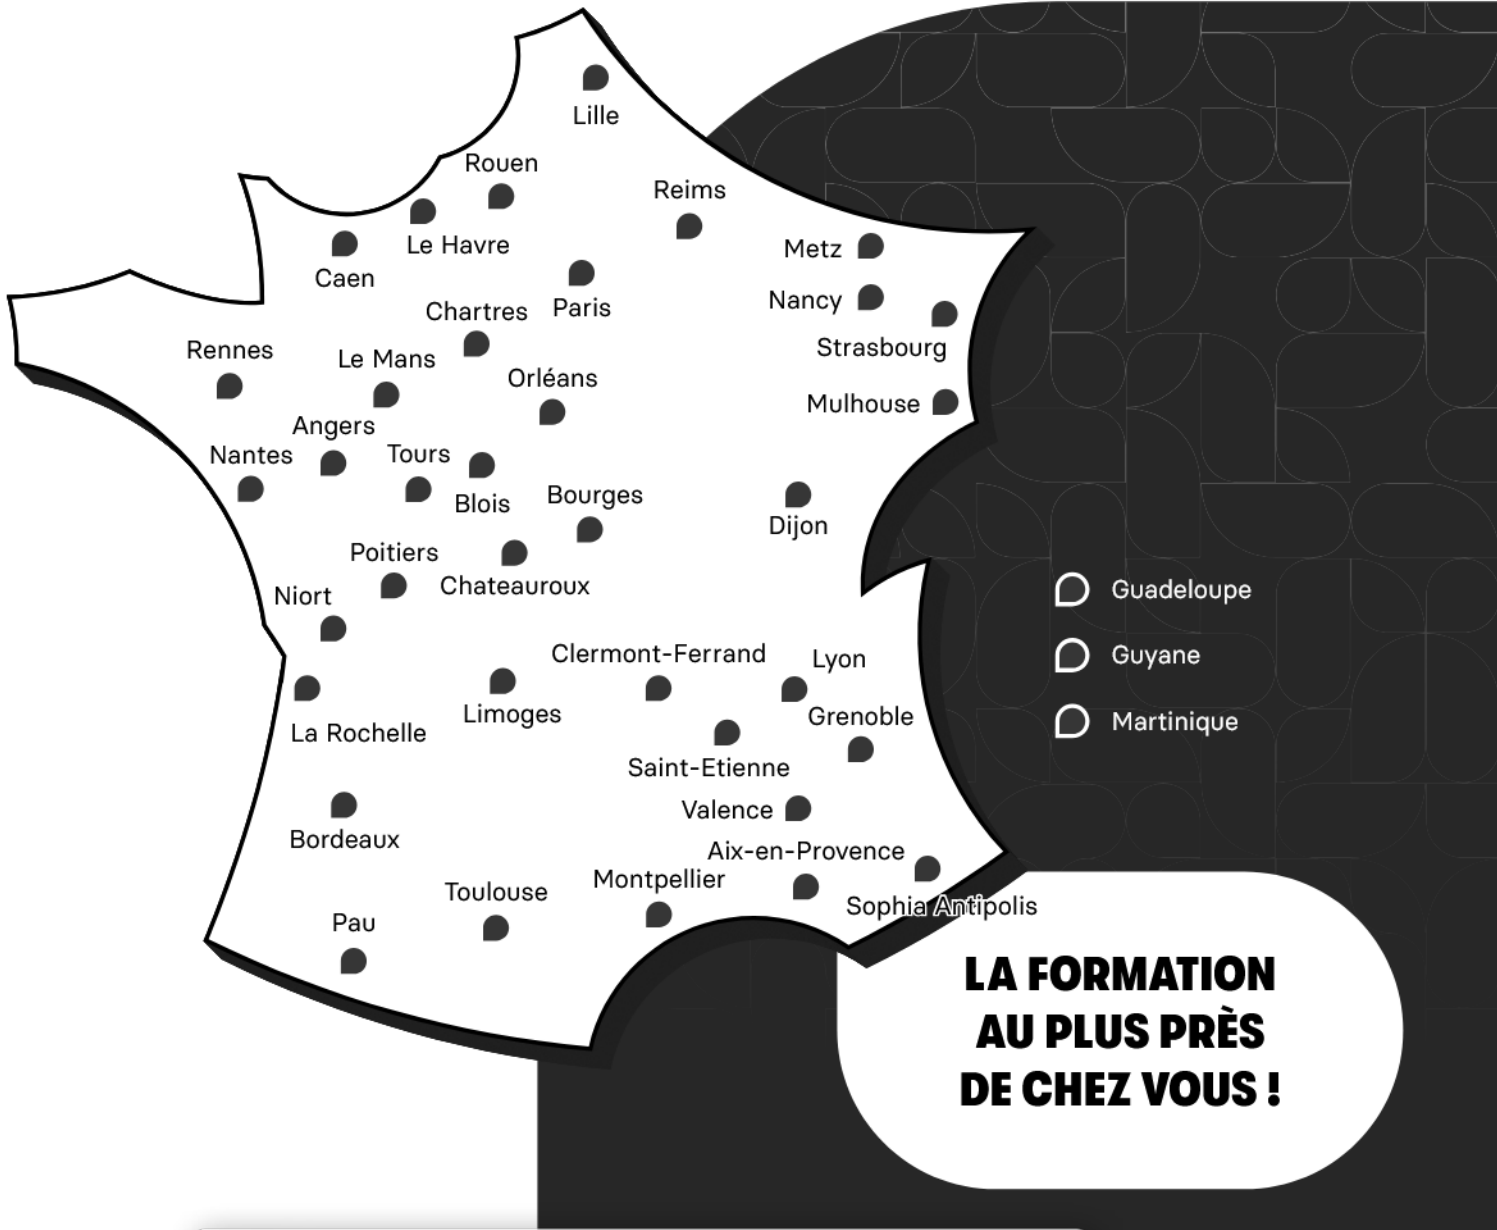 Lille
Rouen
Reims
Le Havre
Metz
Caen
Nancy
Paris
Chartres
Strasbourg
Rennes
Le Mans
Orléans
Mulhouse
Angers
Nantes
Tours
Blois
Bourges
Dijon
Poitiers
Chateauroux
Niort
Guadeloupe
Clermont-Ferrand
Lyon
Guyane
Limoges
Grenoble
Martinique
La Rochelle
Saint-Etienne
Valence
Bordeaux
Aix-en-Provence
Montpellier
Toulouse
Sophia Antipolis
Pau
LA FORMATION
AU PLUS PRÈS
DE CHEZ VOUS !